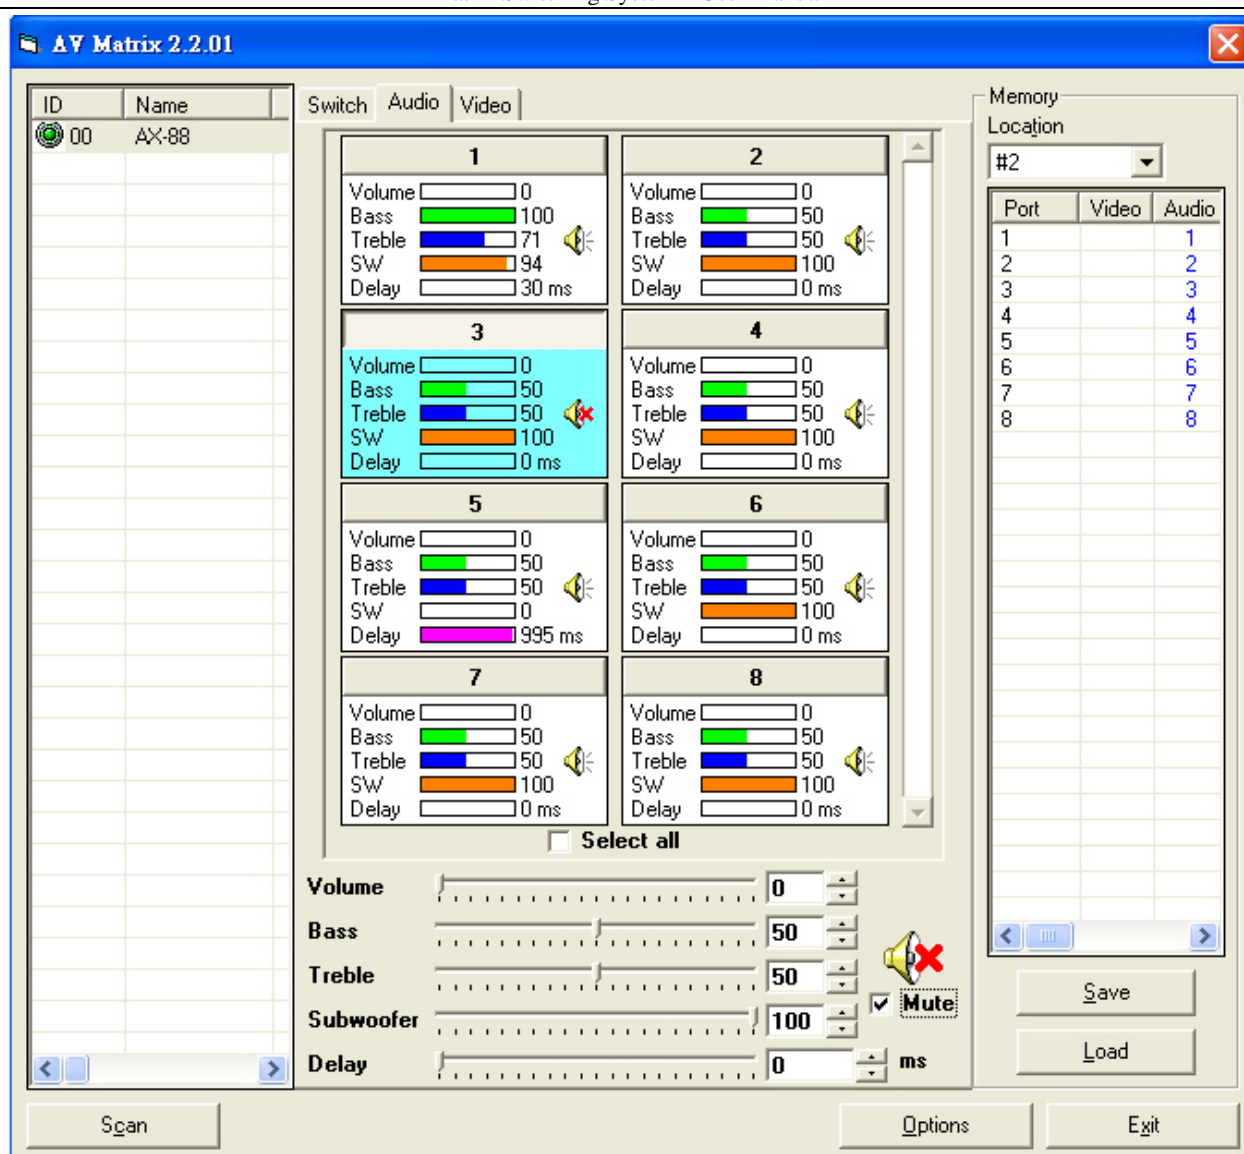 AV Matrix 2.2.01
ID Name
00 AX-88
Switch Audio Video
1
Volume 0
Bass 100
Treble 71
SW 94
Delay 30 ms
2
Volume 0
Bass 50
Treble 50
SW 100
Delay 0 ms
3
Volume 0
Bass 50
Treble 50
SW 100
Delay 0 ms
4
Volume 0
Bass 50
Treble 50
SW 100
Delay 0 ms
5
Volume 0
Bass 50
Treble 50
SW 0
Delay 995 ms
6
Volume 0
Bass 50
Treble 50
SW 100
Delay 0 ms
7
Volume 0
Bass 50
Treble 50
SW 100
Delay 0 ms
8
Volume 0
Bass 50
Treble 50
SW 100
Delay 0 ms
Select all
Volume 0
Bass 50
Treble 50
Subwoofer 100
Delay 0 ms
Mute
Memory
Location
#2
Port Video Audio
1 1
2 2
3 3
4 4
5 5
6 6
7 7
8 8
Save
Load
Scan
Options
Exit